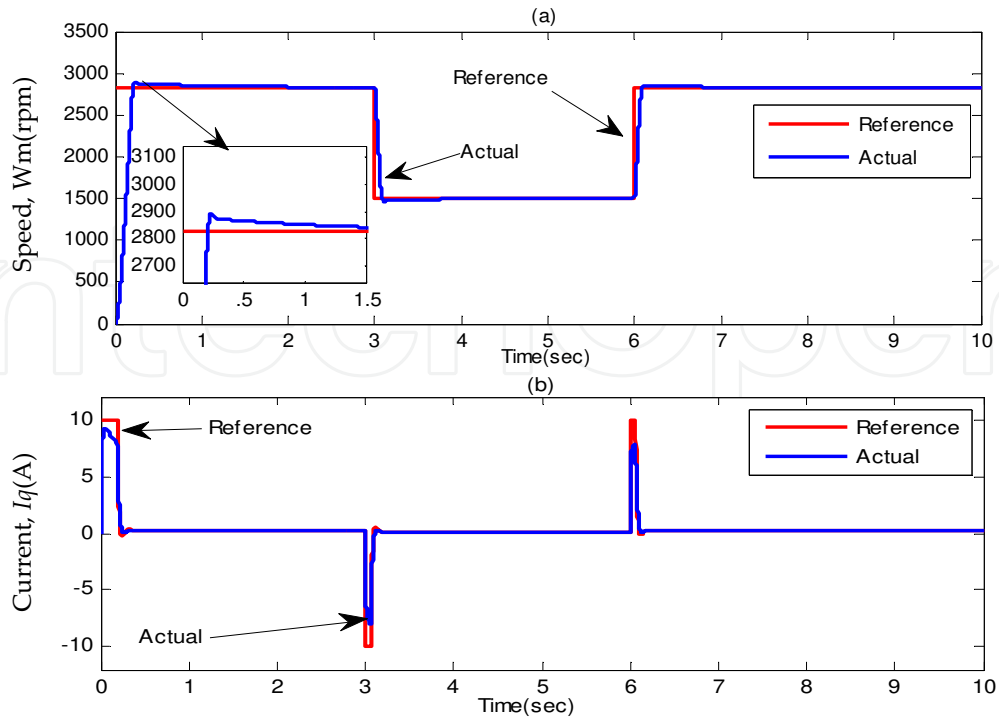 (a)
Speed, Wm(rpm)
3500
3000
2500
2000
1500
1000
500
0
Reference
Actual
Reference
Actual
3100
3000
2900
2800
2700
0 .5 1 1.5
0 1 2 3 4 5 6 7 8 9 10
Time(sec)
(b)
Current, Iq(A)
10
5
0
-5
-10
Reference
Actual
Reference
Actual
0 1 2 3 4 5 6 7 8 9 10
Time(sec)